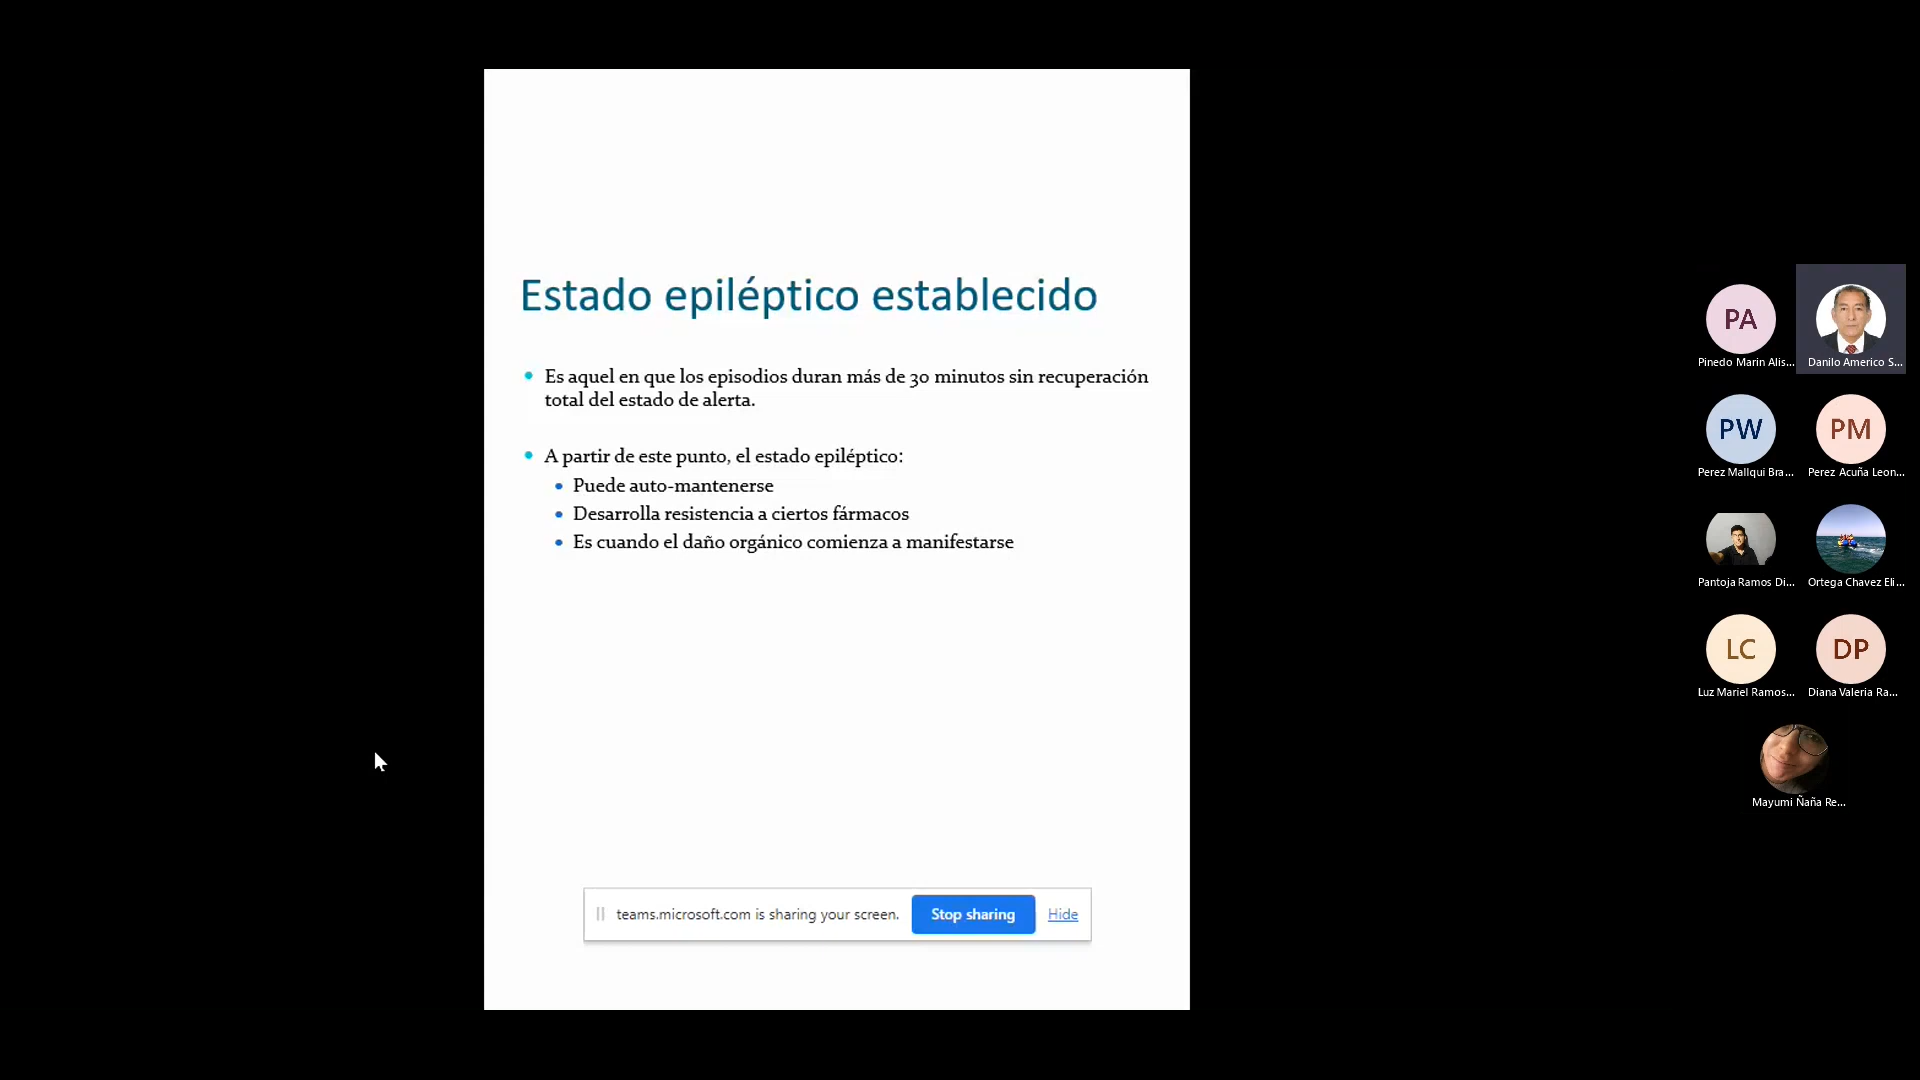 Estado epiléptico establecido
Es aquel en que los episodios duran más de 30 minutos sin recuperación
total del estado de alerta.
A partir de este punto, el estado epiléptico:
Puede auto-mantenerse
Desarrolla resistencia a ciertos fármacos
Es cuando el daño orgánico comienza a manifestarse
teams.microsoft.com is sharing your screen.
Stop sharing
Hide
PA
Pinedo Marin Alis...
Danilo Americo S...
PW
Perez Mallqui Bra...
PM
Perez Acuña Leon...
Pantoja Ramos Di...
Ortega Chavez Eli...
LC
Luz Mariel Ramos...
DP
Diana Valeria Ra...
Mayumi Ñaña Re...